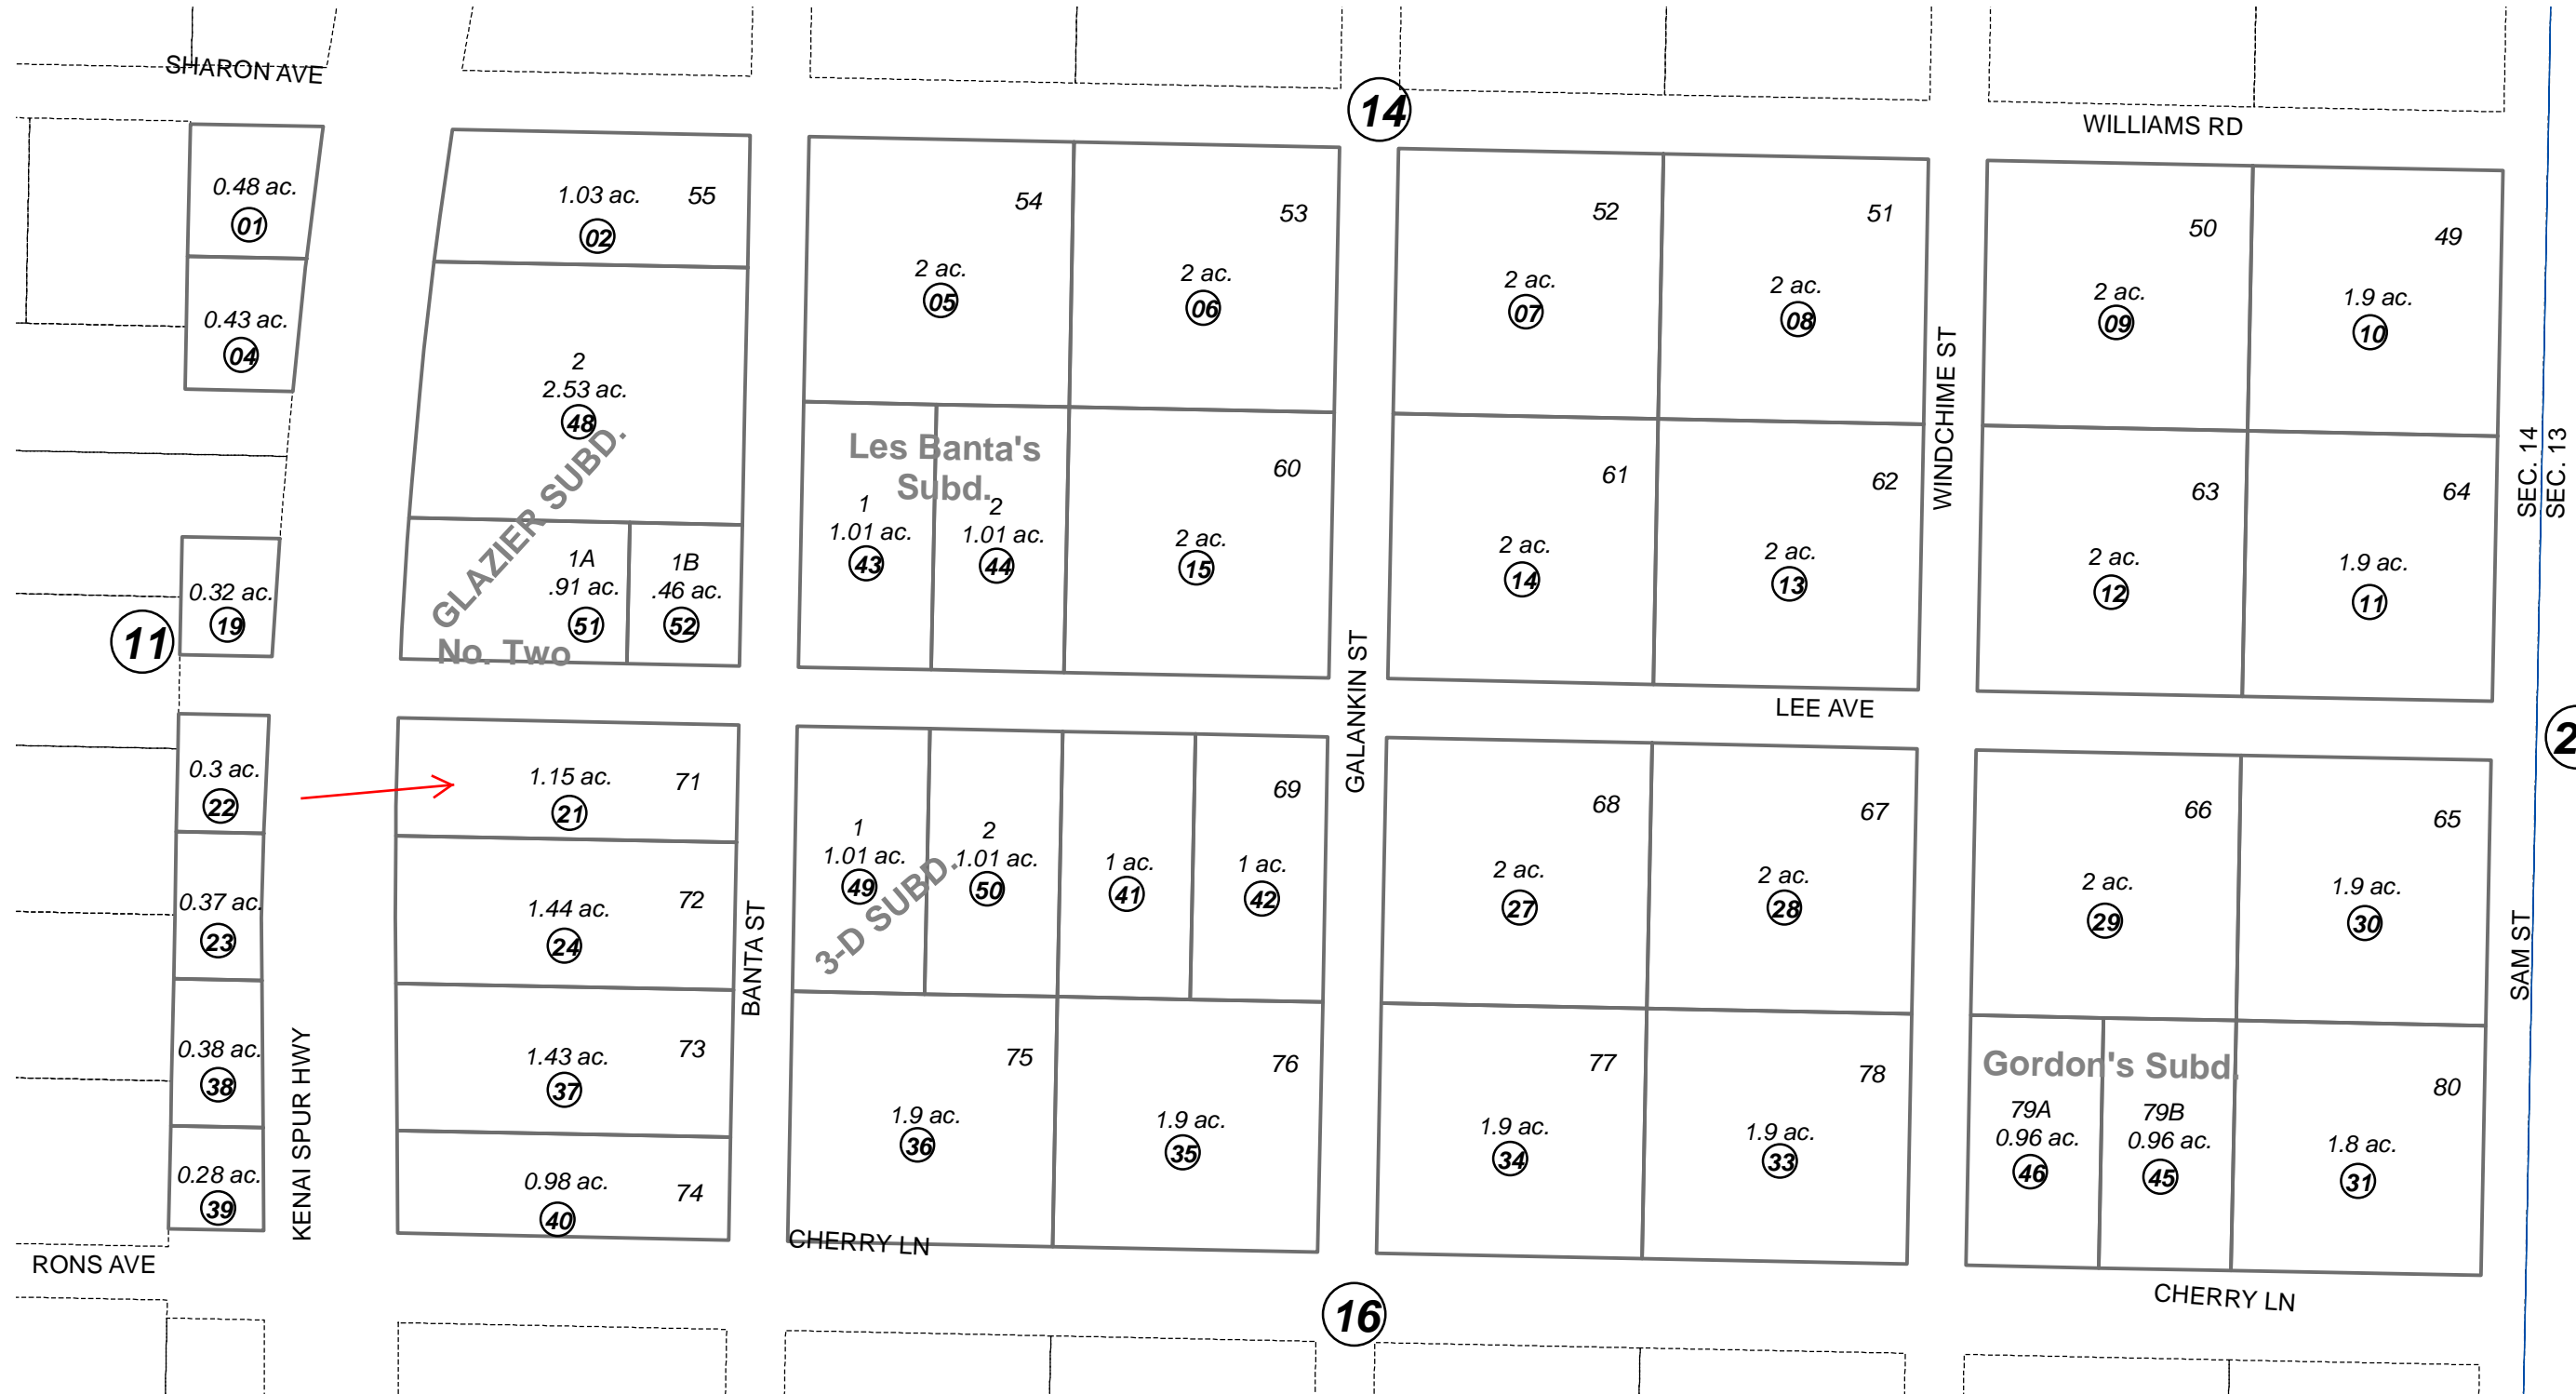 SHARON AVE
14
WILLIAMS RD
0.48 ac.
01
1.03 ac.
55
02
54
53
52
51
50
49
0.43 ac.
04
2 ac.
05
2 ac.
06
2 ac.
07
2 ac.
08
2 ac.
09
1.9 ac.
10
2
2.53 ac.
48
GLAZIER SUBD.
No. Two
Les Banta's
Subd.
WINDCHIME ST
SEC. 14
SEC. 13
1
1.01 ac.
43
2
1.01 ac.
44
60
2 ac.
15
61
2 ac.
14
62
2 ac.
13
63
2 ac.
12
64
1.9 ac.
11
0.32 ac.
19
11
1A
.91 ac.
51
1B
.46 ac.
52
GALANKIN ST
LEE AVE
2
0.3 ac.
22
1.15 ac.
71
21
69
68
67
66
65
1
1.01 ac.
49
2
1.01 ac.
50
3-D SUBD.
1 ac.
41
1 ac.
42
2 ac.
27
2 ac.
28
2 ac.
29
1.9 ac.
30
0.37 ac.
23
1.44 ac.
72
24
BANTA ST
SAM ST
0.38 ac.
38
KENAI SPUR HWY
1.43 ac.
73
37
75
1.9 ac.
36
76
1.9 ac.
35
77
1.9 ac.
34
78
1.9 ac.
33
Gordon's Subd.
79A
0.96 ac.
46
79B
0.96 ac.
45
80
1.8 ac.
31
0.28 ac.
39
0.98 ac.
74
40
CHERRY LN
RONS AVE
16
CHERRY LN